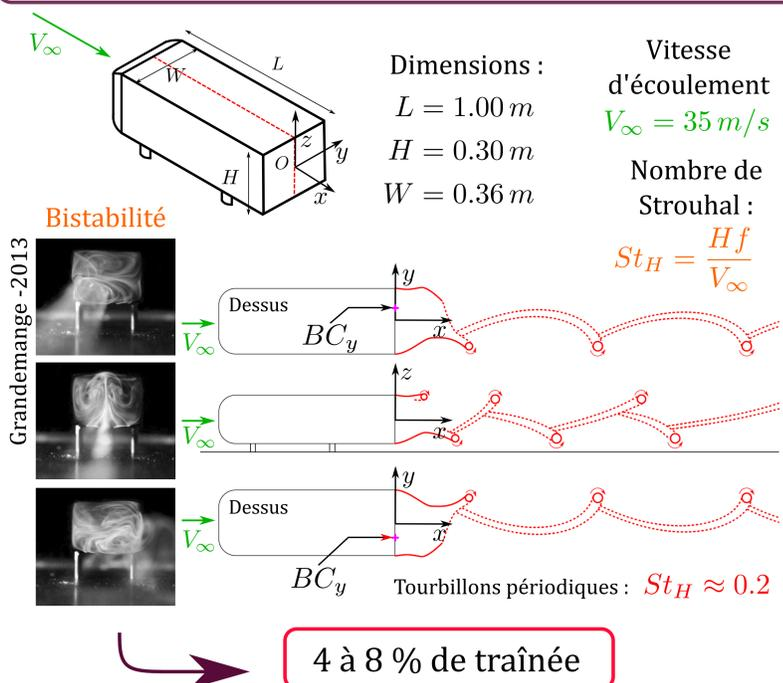 V∞
W
L
H
O
z
y
x
Dimensions :
L = 1.00 m
H = 0.30 m
W = 0.36 m
Vitesse
d'écoulement
V∞ = 35 m/s
Nombre de
Strouhal :
St_H = Hf / V∞
Bistabilité
Grandemange -2013
V∞
Dessus
BC_y
y
x
V∞
z
x
V∞
Dessus
BC_y
y
x
Tourbillons périodiques : St_H ≈ 0.2
4 à 8 % de traînée